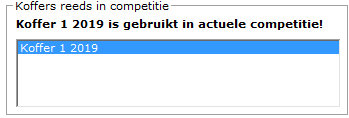 Koffers reeds in competitie
Koffer 1 2019 is gebruikt in actuele competitie!
Koffer 1 2019